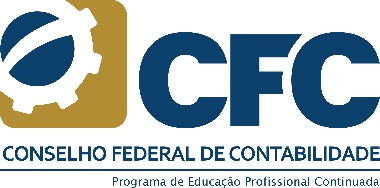 CFC
CONSELHO FEDERAL DE CONTABILIDADE
Programa de Educação Profissional Continuada